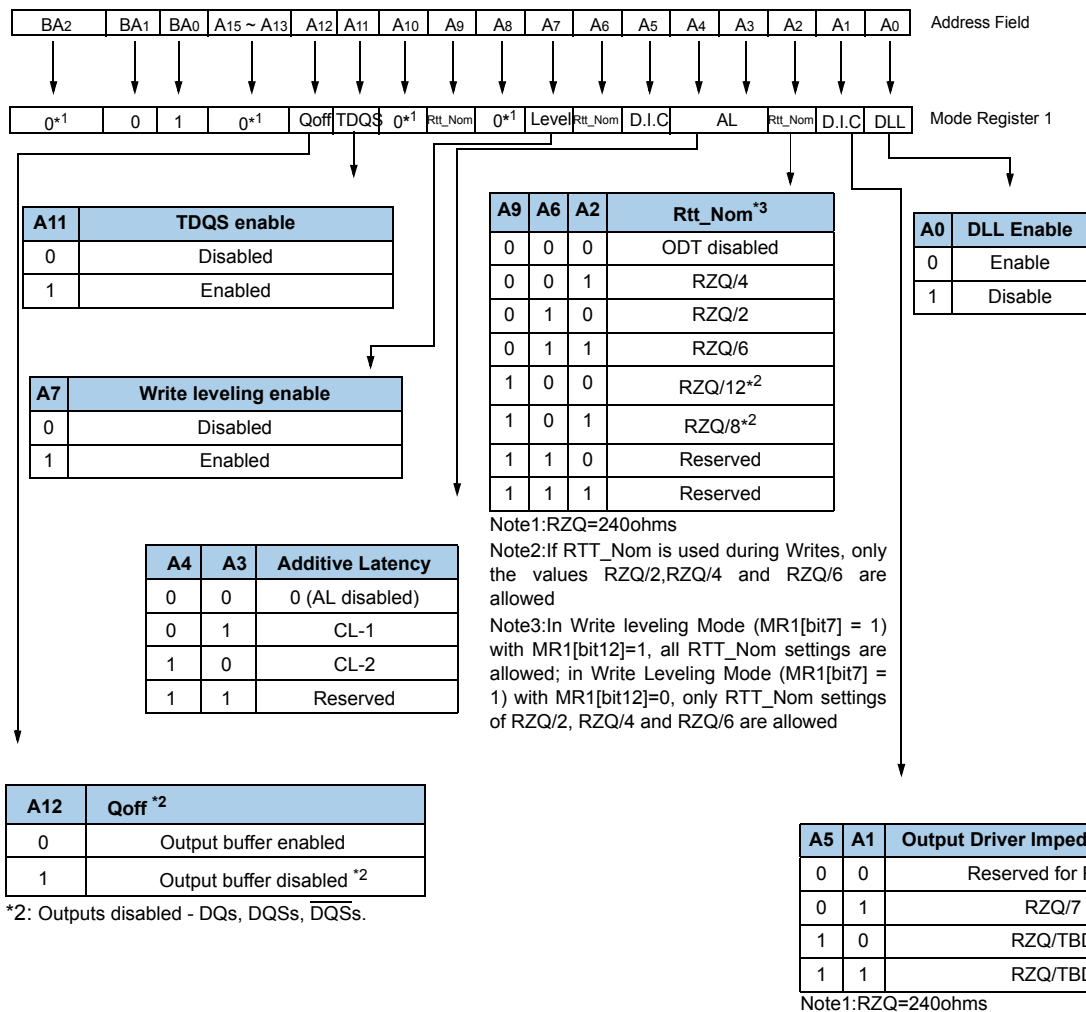 BA2 BA1 BA0 A15 ~ A13 A12 A11 A10 A9 A8 A7 A6 A5 A4 A3 A2 A1 A0 Address Field
0*1 0 1 0*1 Qoff TDQS 0*1 Rtt_Nom 0*1 Level Rtt_Nom D.I.C AL Rtt_Nom D.I.C DLL Mode Register 1
A11 TDQS enable
0 Disabled
1 Enabled
A9 A6 A2 Rtt_Nom*3
0 0 0 ODT disabled
0 0 1 RZQ/4
0 1 0 RZQ/2
0 1 1 RZQ/6
1 0 0 RZQ/12*2
1 0 1 RZQ/8*2
1 1 0 Reserved
1 1 1 Reserved
Note1:RZQ=240ohms
Note2:If RTT_Nom is used during Writes, only
the values RZQ/2,RZQ/4 and RZQ/6 are
allowed
Note3:In Write leveling Mode (MR1[bit7] = 1)
with MR1[bit12]=1, all RTT_Nom settings are
allowed; in Write Leveling Mode (MR1[bit7] =
1) with MR1[bit12]=0, only RTT_Nom settings
of RZQ/2, RZQ/4 and RZQ/6 are allowed
A0 DLL Enable
0 Enable
1 Disable
A7 Write leveling enable
0 Disabled
1 Enabled
A4 A3 Additive Latency
0 0 0 (AL disabled)
0 1 CL-1
1 0 CL-2
1 1 Reserved
A12 Qoff *2
0 Output buffer enabled
1 Output buffer disabled *2
*2: Outputs disabled - DQs, DQSs, DQSs.
A5 A1 Output Driver
0 0 Reserved for
0 1 RZQ/7
1 0
1 1
Note1:RZQ=240ohms